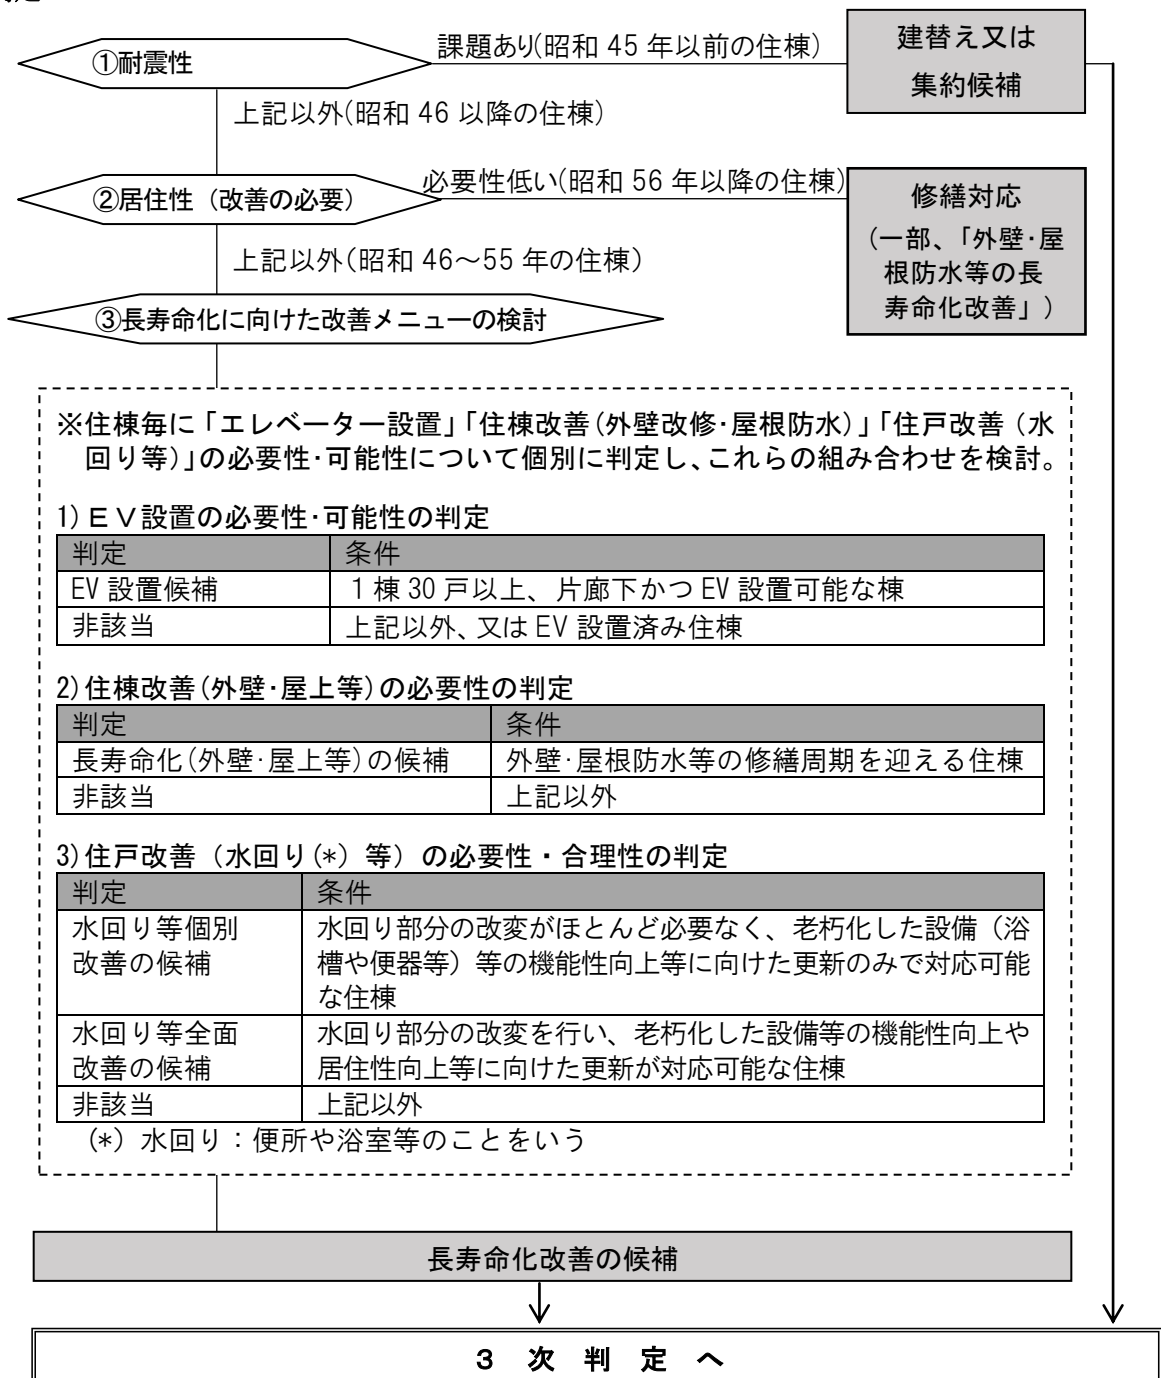 課題あり(昭和 45 年以前の住棟)
建替え又は
集約候補
①耐震性
上記以外(昭和 46 以降の住棟)
必要性低い(昭和 56 年以降の住棟)
②居住性（改善の必要）
修繕対応
(一部、「外壁･屋
根防水等の長
寿命化改善」)
上記以外(昭和 46～55 年の住棟)
③長寿命化に向けた改善メニューの検討
※住棟毎に「エレベーター設置」「住棟改善(外壁改修･屋根防水)」「住戸改善（水
回り等)」の必要性･可能性について個別に判定し、これらの組み合わせを検討。
1)ＥＶ設置の必要性･可能性の判定
判定 条件
EV 設置候補 1 棟 30 戸以上、片廊下かつ EV 設置可能な棟
非該当 上記以外、又は EV 設置済み住棟
2)住棟改善(外壁･屋上等)の必要性の判定
判定 条件
長寿命化(外壁･屋上等)の候補 外壁･屋根防水等の修繕周期を迎える住棟
非該当 上記以外
3)住戸改善（水回り(*)等）の必要性・合理性の判定
判定 条件
水回り等個別 水回り部分の改変がほとんど必要なく、老朽化した設備（浴
改善の候補 槽や便器等）等の機能性向上等に向けた更新のみで対応可能
な住棟
水回り等全面 水回り部分の改変を行い、老朽化した設備等の機能性向上や
改善の候補 居住性向上等に向けた更新が対応可能な住棟
非該当 上記以外
(*) 水回り：便所や浴室等のことをいう
長寿命化改善の候補
３次判定へ